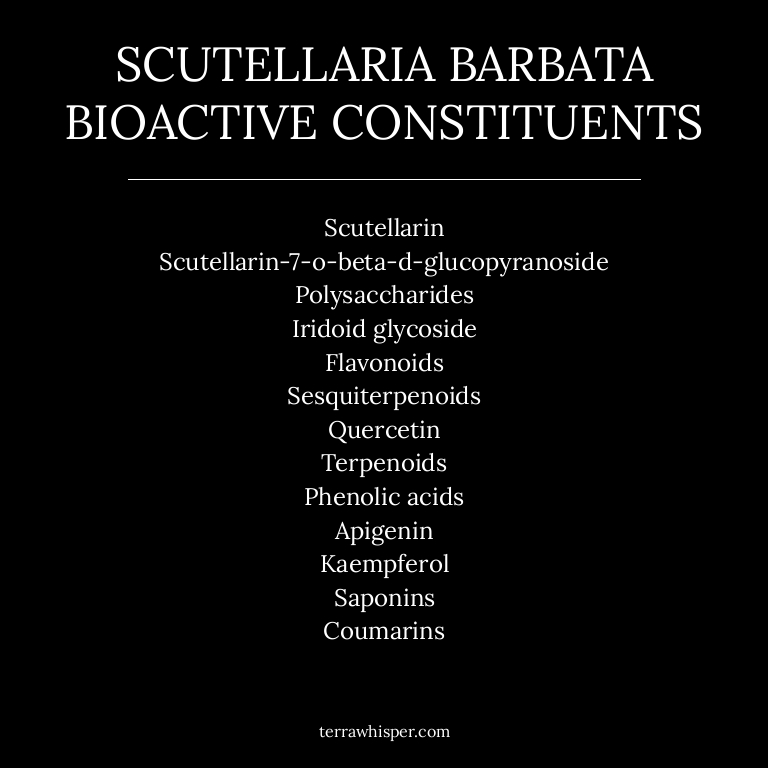 SCUTELLARIA BARBATA
BIOACTIVE CONSTITUENTS
Scutellarin
Scutellarin-7-o-beta-d-glucopyranoside
Polysaccharides
Iridoid glycoside
Flavonoids
Sesquiterpenoids
Quercetin
Terpenoids
Phenolic acids
Apigenin
Kaempferol
Saponins
Coumarins
terrawhisper.com